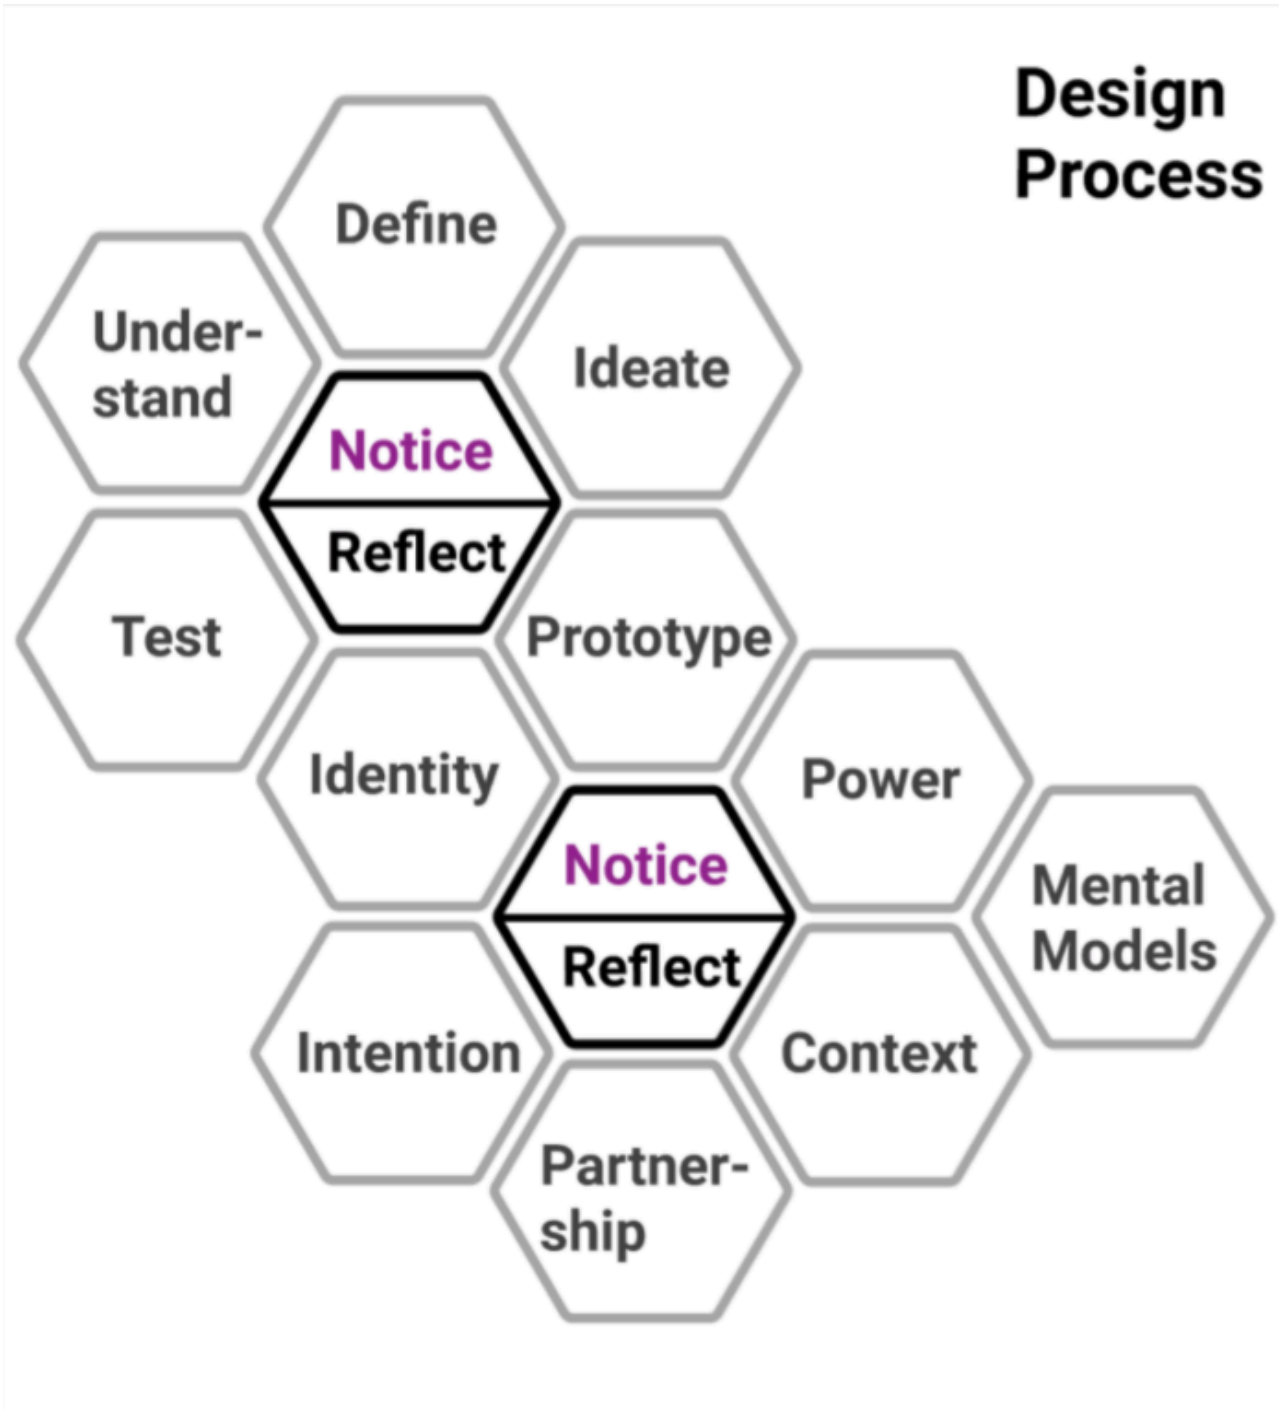 Design
Process
Define
Under-
stand
Ideate
Notice
Reflect
Test
Prototype
Identity
Power
Notice
Reflect
Mental
Models
Intention
Context
Partner-
ship